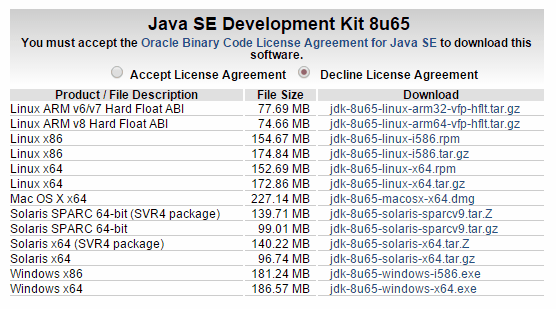 Java SE Development Kit 8u65
You must accept the Oracle Binary Code License Agreement for Java SE to download this
software.
Accept License Agreement Decline License Agreement
Product / File Description File Size Download
Linux ARM v6/v7 Hard Float ABI 77.69 MB jdk-8u65-linux-arm32-vfp-hflt.tar.gz
Linux ARM v8 Hard Float ABI 74.66 MB jdk-8u65-linux-arm64-vfp-hflt.tar.gz
Linux x86 154.67 MB jdk-8u65-linux-i586.rpm
Linux x86 174.84 MB jdk-8u65-linux-i586.tar.gz
Linux x64 152.69 MB jdk-8u65-linux-x64.rpm
Linux x64 172.86 MB jdk-8u65-linux-x64.tar.gz
Mac OS X x64 227.14 MB jdk-8u65-macosx-x64.dmg
Solaris SPARC 64-bit (SVR4 package) 139.71 MB jdk-8u65-solaris-sparcv9.tar.Z
Solaris SPARC 64-bit 99.01 MB jdk-8u65-solaris-sparcv9.tar.gz
Solaris x64 (SVR4 package) 140.22 MB jdk-8u65-solaris-x64.tar.Z
Solaris x64 96.74 MB jdk-8u65-solaris-x64.tar.gz
Windows x86 181.24 MB jdk-8u65-windows-i586.exe
Windows x64 186.57 MB jdk-8u65-windows-x64.exe